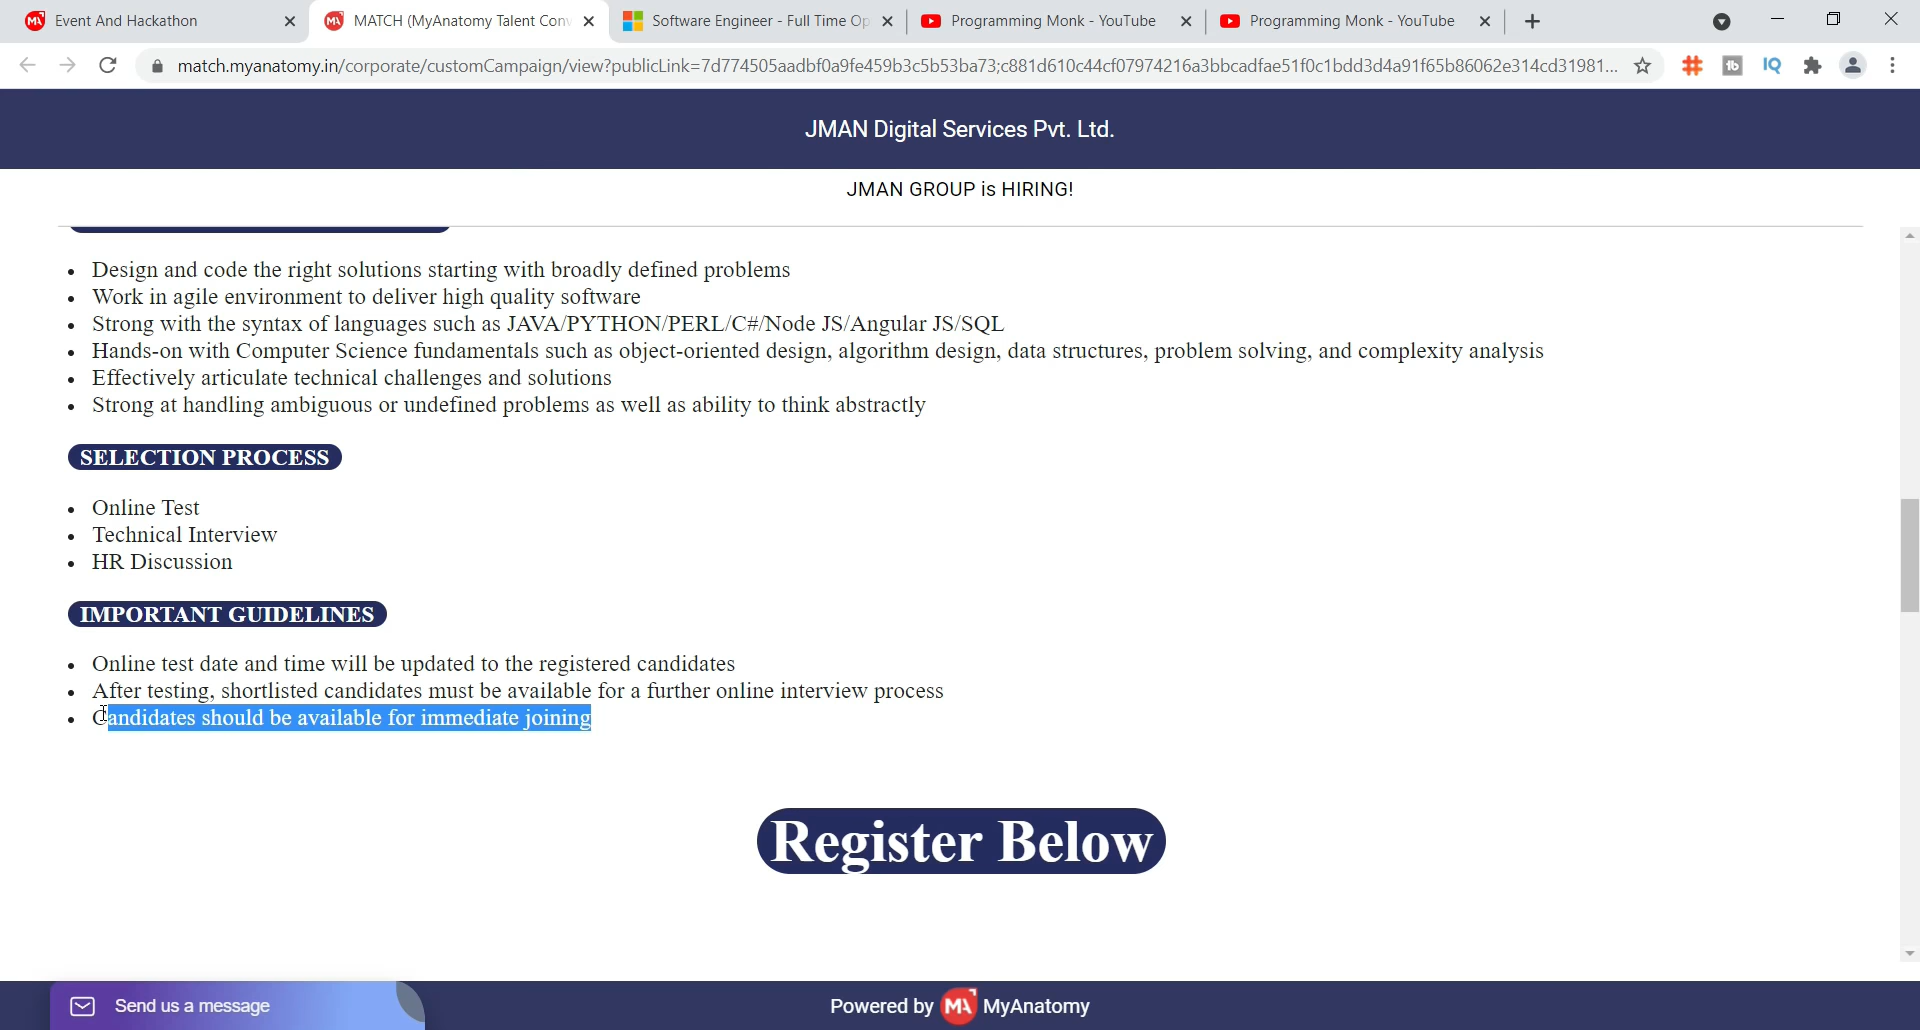 Event And Hackathon
MATCH (MyAnatomy Talent Conv
Software Engineer - Full Time Op
Programming Monk - YouTube
Programming Monk - YouTube
match.myanatomy.in/corporate/customCampaign/view?publicLink=7d774505aadbf0a9fe459b3c5b53ba73;c881d610c44cf07974216a3bbcadfae51f0c1bdd3d4a91f65b86062e314cd31981...
JMAN Digital Services Pvt. Ltd.
JMAN GROUP is HIRING!
Design and code the right solutions starting with broadly defined problems
Work in agile environment to deliver high quality software
Strong with the syntax of languages such as JAVA/PYTHON/PERL/C#/Node JS/Angular JS/SQL
Hands-on with Computer Science fundamentals such as object-oriented design, algorithm design, data structures, problem solving, and complexity analysis
Effectively articulate technical challenges and solutions
Strong at handling ambiguous or undefined problems as well as ability to think abstractly
SELECTION PROCESS
Online Test
Technical Interview
HR Discussion
IMPORTANT GUIDELINES
Online test date and time will be updated to the registered candidates
After testing, shortlisted candidates must be available for a further online interview process
Candidates should be available for immediate joining
Register Below
Send us a message
Powered by MA MyAnatomy